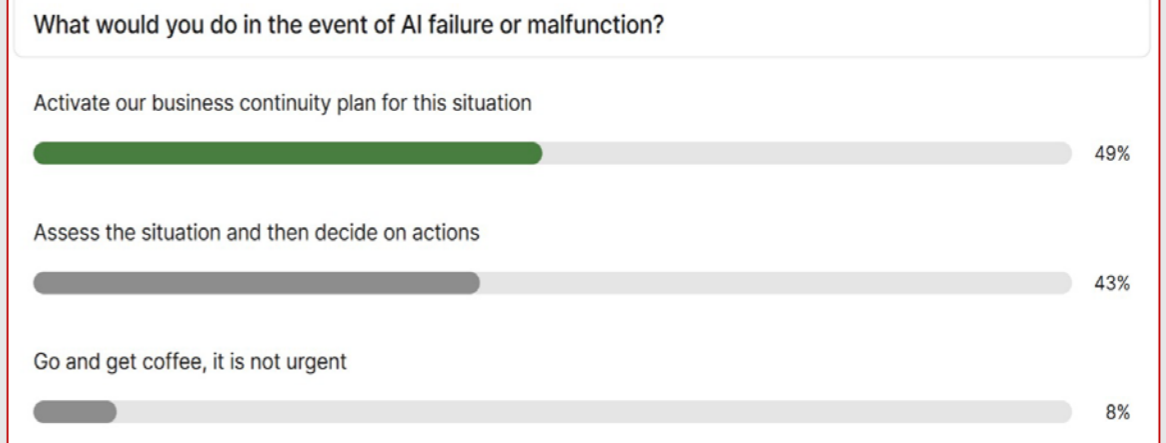 What would you do in the event of AI failure or malfunction?
Activate our business continuity plan for this situation
49%
Assess the situation and then decide on actions
43%
Go and get coffee, it is not urgent
8%